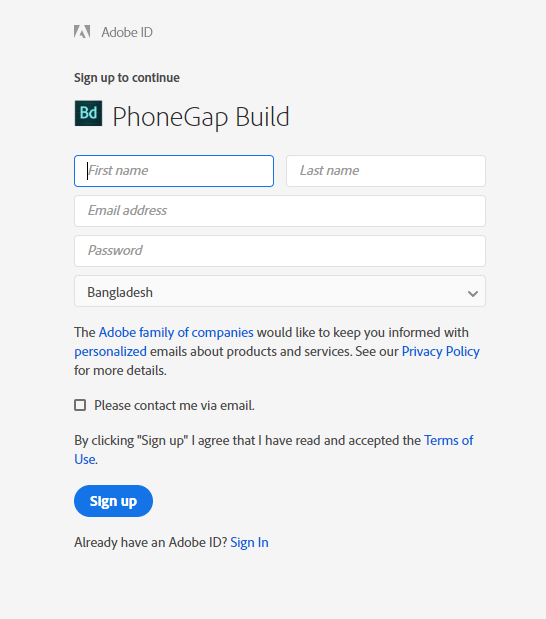 Adobe ID
Sign up to continue
Bd PhoneGap Build
First name Last name
Email address
Password
Bangladesh
The Adobe family of companies would like to keep you informed with
personalized emails about products and services. See our Privacy Policy
for more details.
Please contact me via email.
By clicking "Sign up" I agree that I have read and accepted the Terms of
Use.
Sign up
Already have an Adobe ID? Sign In